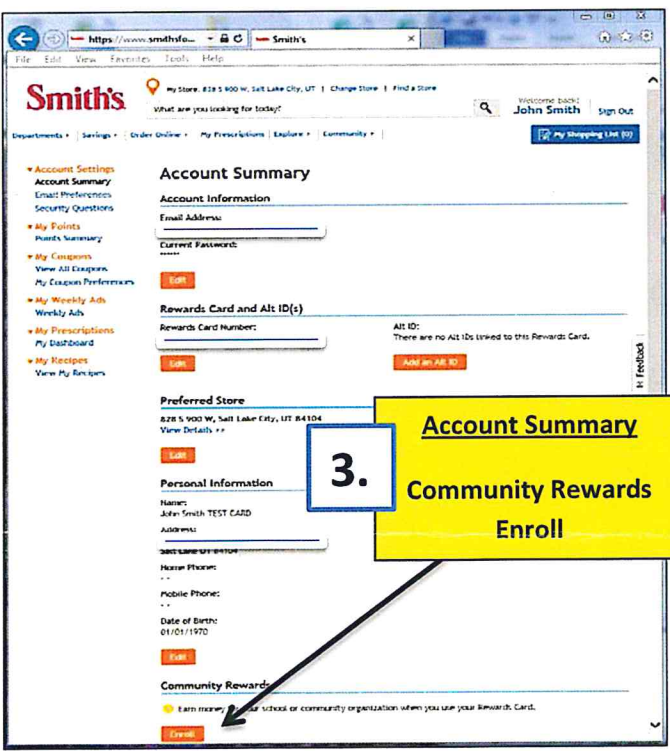 https://www.smithsfo...
Smith's
File Edit View Favorites Tools Help
Smith's
My Store: 828 S 900 W, Salt Lake City, UT | Change Store | Find a Store
What are you looking for today?
Welcome back!
John Smith
Sign Out
Departments Savings Order Online My Prescriptions Explore Community
My Shopping List (0)
Account Settings
Account Summary
Email Preferences
Security Questions
My Points
Points Summary
My Coupons
View All Coupons
My Coupon Preferences
My Weekly Ads
Weekly Ads
My Prescriptions
My Dashboard
My Recipes
View My Recipes
Account Summary
Account Information
Email Address:
Current Password:
******
Edit
Rewards Card and Alt ID(s)
Rewards Card Number:
Edit
Alt ID:
There are no Alt IDs linked to this Rewards Card.
Add an Alt ID
Feedback
Preferred Store
828 S 900 W, Salt Lake City, UT 84104
View Details >>
Edit
3.
Account Summary
Community Rewards
Enroll
Personal Information
Name:
John Smith TEST CARD
Address:
Salt Lake UT 84104
Home Phone:
- -
Mobile Phone:
- -
Date of Birth:
01/01/1970
Edit
Community Rewards
Earn money your school or community organization when you use your Rewards Card.
Enroll